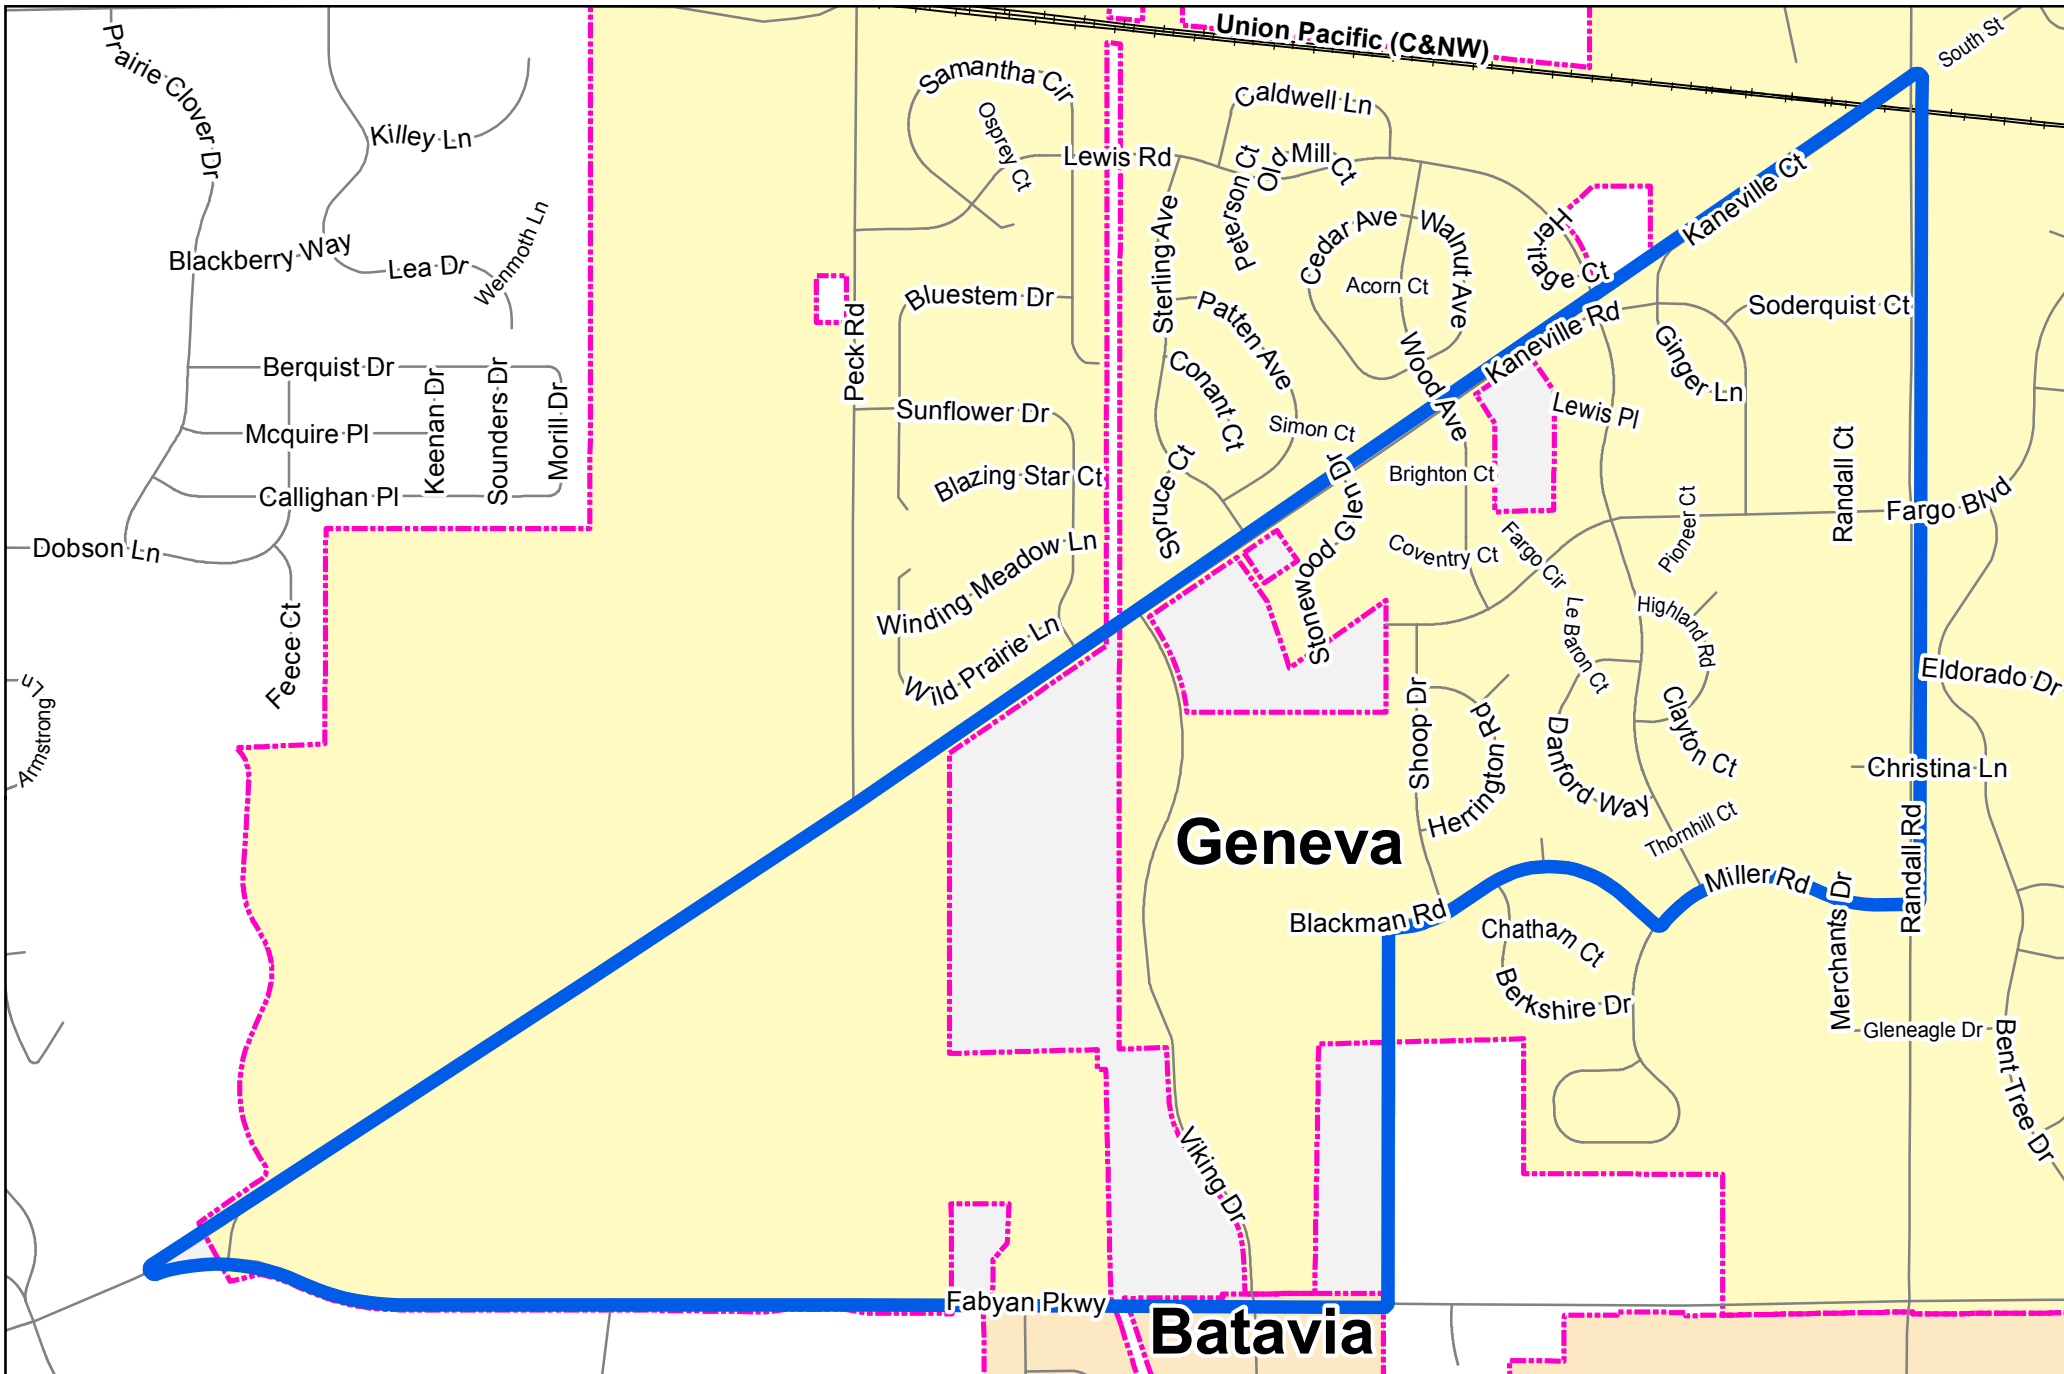 Union Pacific (C&NW)
South St
Prairie Clover Dr
Samantha Cir
Caldwell Ln
Killey Ln
Osprey Ct
Lewis Rd
Old Mill Ct
Peterson Ct
Kaneville Ct
Blackberry Way
Lea Dr
Wenmoth Ln
Sterling Ave
Cedar Ave
Walnut Ave
Heritage Ct
Acorn Ct
Bluestem Dr
Patten Ave
Soderquist Ct
Peck Rd
Kaneville Rd
Berquist Dr
Keenan Dr
Sounders Dr
Morill Dr
Conant Ct
Wood Ave
Ginger Ln
Sunflower Dr
Simon Ct
Lewis Pl
Mcquire Pl
Randall Ct
Blazing Star Ct
Brighton Ct
Callighan Pl
Spruce Ct
Stonewood Glen Dr
Pioneer Ct
Fargo Blvd
Dobson Ln
Winding Meadow Ln
Coventry Ct
Fargo Cir
Feece Ct
Wild Prairie Ln
Le Baron Ct
Highland Rd
Eldorado Dr
Armstrong Ln
Shoop Dr
Herrington Rd
Danford Way
Clayton Ct
Christina Ln
Geneva
Thornhill Ct
Randall Rd
Miller Rd
Merchants Dr
Blackman Rd
Chatham Ct
Berkshire Dr
Gleneagle Dr
Bent Tree Dr
Viking Dr
Fabyan Pkwy
Batavia